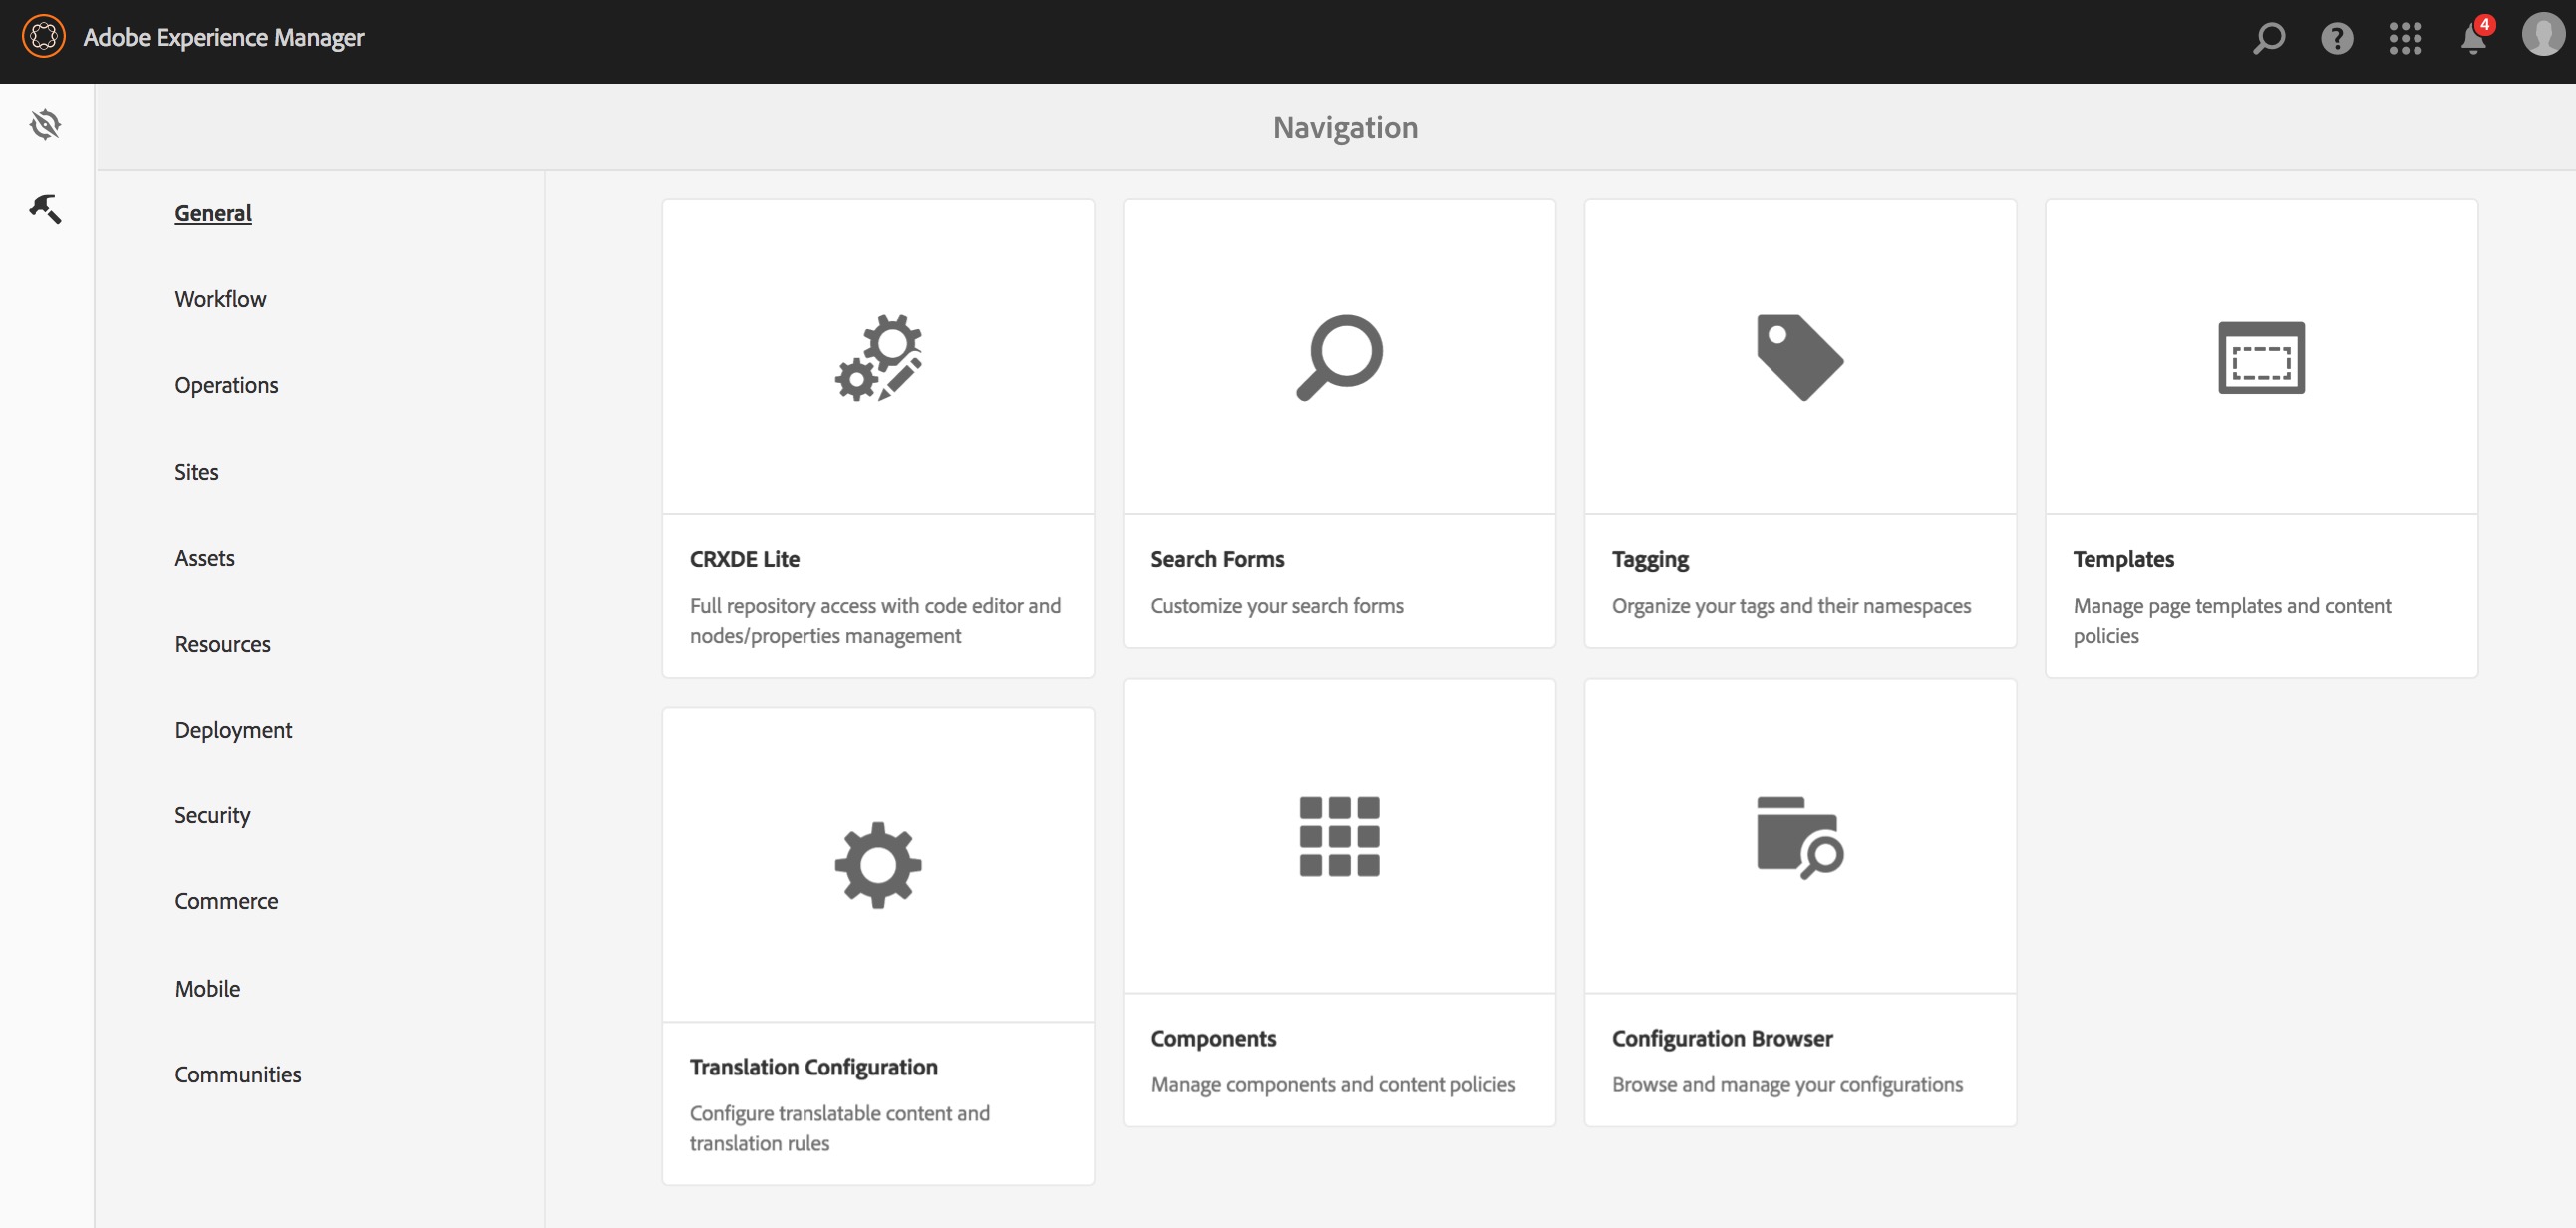 Adobe Experience Manager
?
4
Navigation
General
Workflow
Operations
Sites
Assets
Resources
Deployment
Security
Commerce
Mobile
Communities
CRXDE Lite
Full repository access with code editor and
nodes/properties management
Search Forms
Customize your search forms
Tagging
Organize your tags and their namespaces
Templates
Manage page templates and content
policies
Translation Configuration
Configure translatable content and
translation rules
Components
Manage components and content policies
Configuration Browser
Browse and manage your configurations